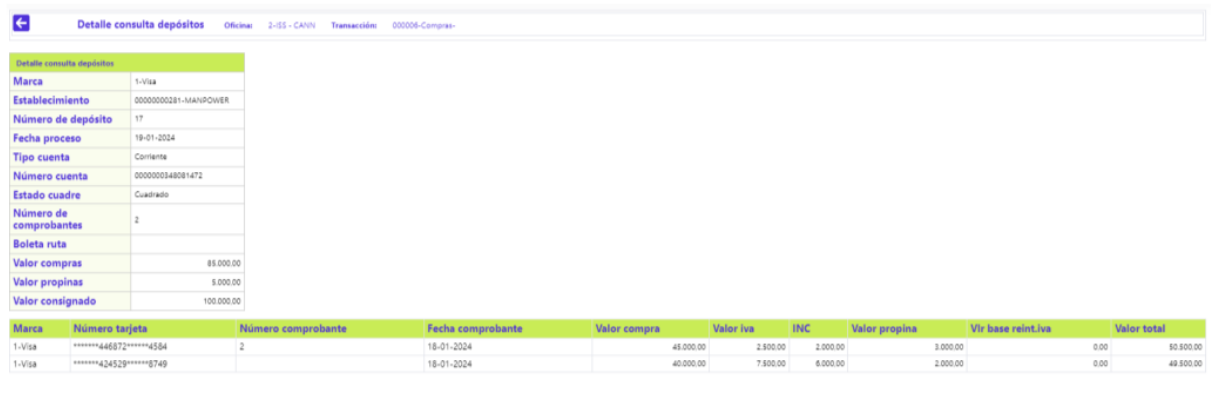 Detalle consulta depósitos Oficina: 2-ISS - CANN Transacción: 000006-Compras-
Detalle consulta depósitos
Marca 1-Visa
Establecimiento 00000000281-MANPOWER
Número de depósito 17
Fecha proceso 19-01-2024
Tipo cuenta Corriente
Número cuenta 0000000348081472
Estado cuadre Cuadrado
Número de
comprobantes 2
Boleta ruta
Valor compras 85.000,00
Valor propinas 5.000,00
Valor consignado 100.000,00
Marca Número tarjeta Número comprobante Fecha comprobante Valor compra Valor iva INC Valor propina Vlr base reint.iva Valor total
1-Visa *******446872******4584 2 18-01-2024 45.000,00 2.500,00 2.000,00 3.000,00 0,00 50.500,00
1-Visa *******424529******8749 18-01-2024 40.000,00 7.500,00 6.000,00 2.000,00 0,00 49.500,00